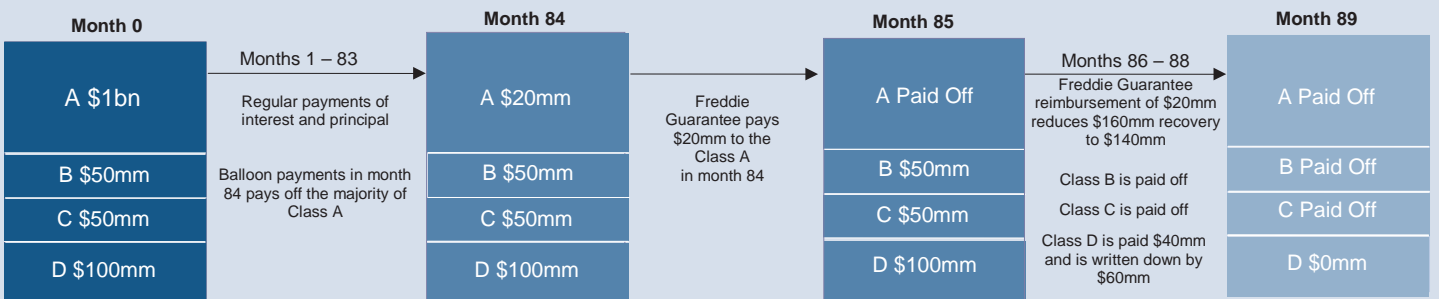 Month 0
A $1bn
B $50mm
C $50mm
D $100mm
Months 1 – 83
Regular payments of
interest and principal
Balloon payments in month
84 pays off the majority of
Class A
Month 84
A $20mm
B $50mm
C $50mm
D $100mm
Freddie
Guarantee pays
$20mm to the
Class A
in month 84
Month 85
A Paid Off
B $50mm
C $50mm
D $100mm
Months 86 – 88
Freddie Guarantee
reimbursement of $20mm
reduces $160mm recovery
to $140mm
Class B is paid off
Class C is paid off
Class D is paid $40mm
and is written down by
$60mm
Month 89
A Paid Off
B Paid Off
C Paid Off
D $0mm